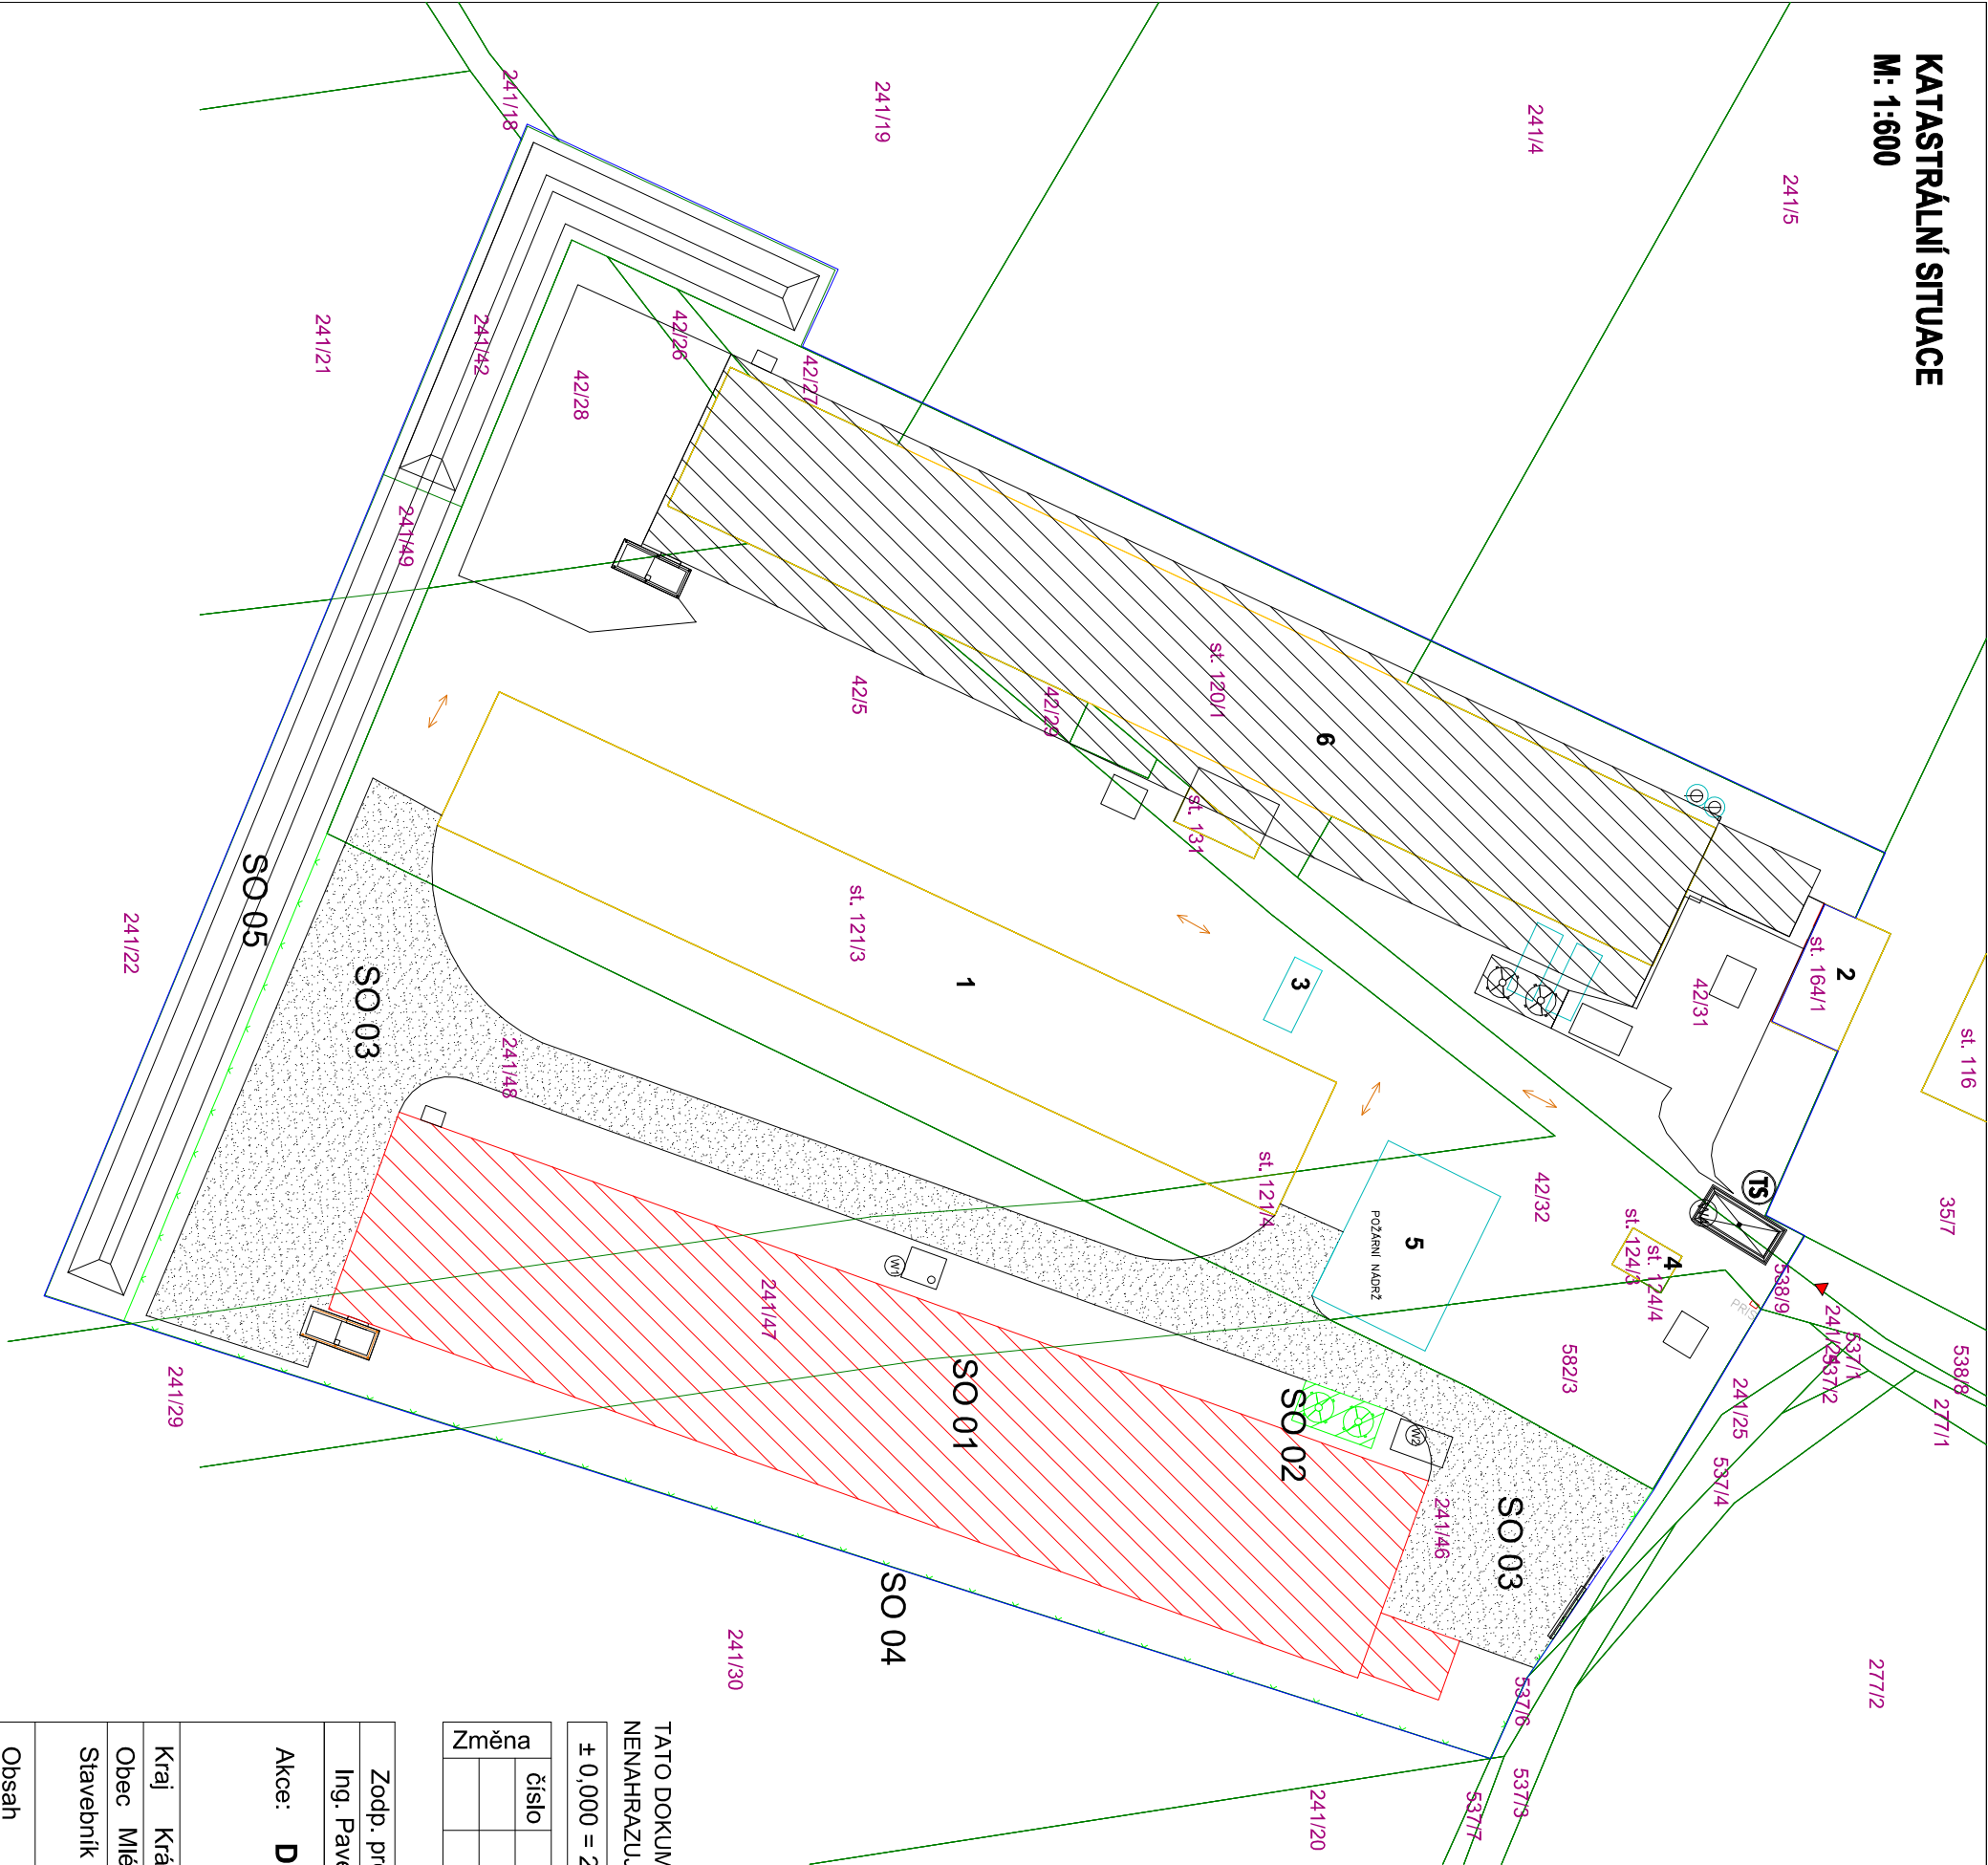 KATASTRÁLNÍ SITUACE
M: 1:600
241/5
241/4
241/19
241/18
241/21
241/42
42/26
42/27
42/28
241/49
42/5
42/29
st. 120/1
6
st. 131
st. 121/3
1
3
2
st. 164/1
42/31
st. 116
SO 05
SO 03
241/22
241/48
st. 121/4
42/32
5
POŽÁRNÍ NÁDRŽ
TS
35/7
st. 124/3
st. 124/4
4
538/9
241/29
W1
241/47
SO 01
SO 02
W2
582/3
241/25
537/1
537/2
538/8
277/1
537/4
241/46
SO 03
SO 04
241/30
277/2
537/6
537/3
537/7
241/20
± 0,000 =
Změna
číslo
Zodp.
Ing.
Akce:
Kraj
Obec
Stavebník
Obsah